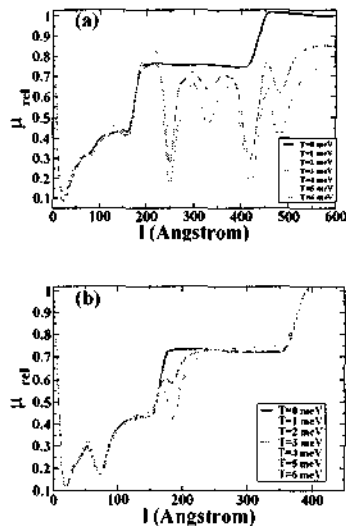 (a)
1
0.9
0.8
0.7
0.6
0.5
0.4
0.3
0.2
0.1
μ rel
T=0 meV
T=1 meV
T=2 meV
T=3 meV
T=4 meV
T=5 meV
T=6 meV
0 100 200 300 400 500 600
l (Angstrom)
(b)
1
0.9
0.8
0.7
0.6
0.5
0.4
0.3
0.2
0.1
μ rel
T=0 meV
T=1 meV
T=2 meV
T=3 meV
T=4 meV
T=5 meV
T=6 meV
0 100 200 300 400
l (Angstrom)